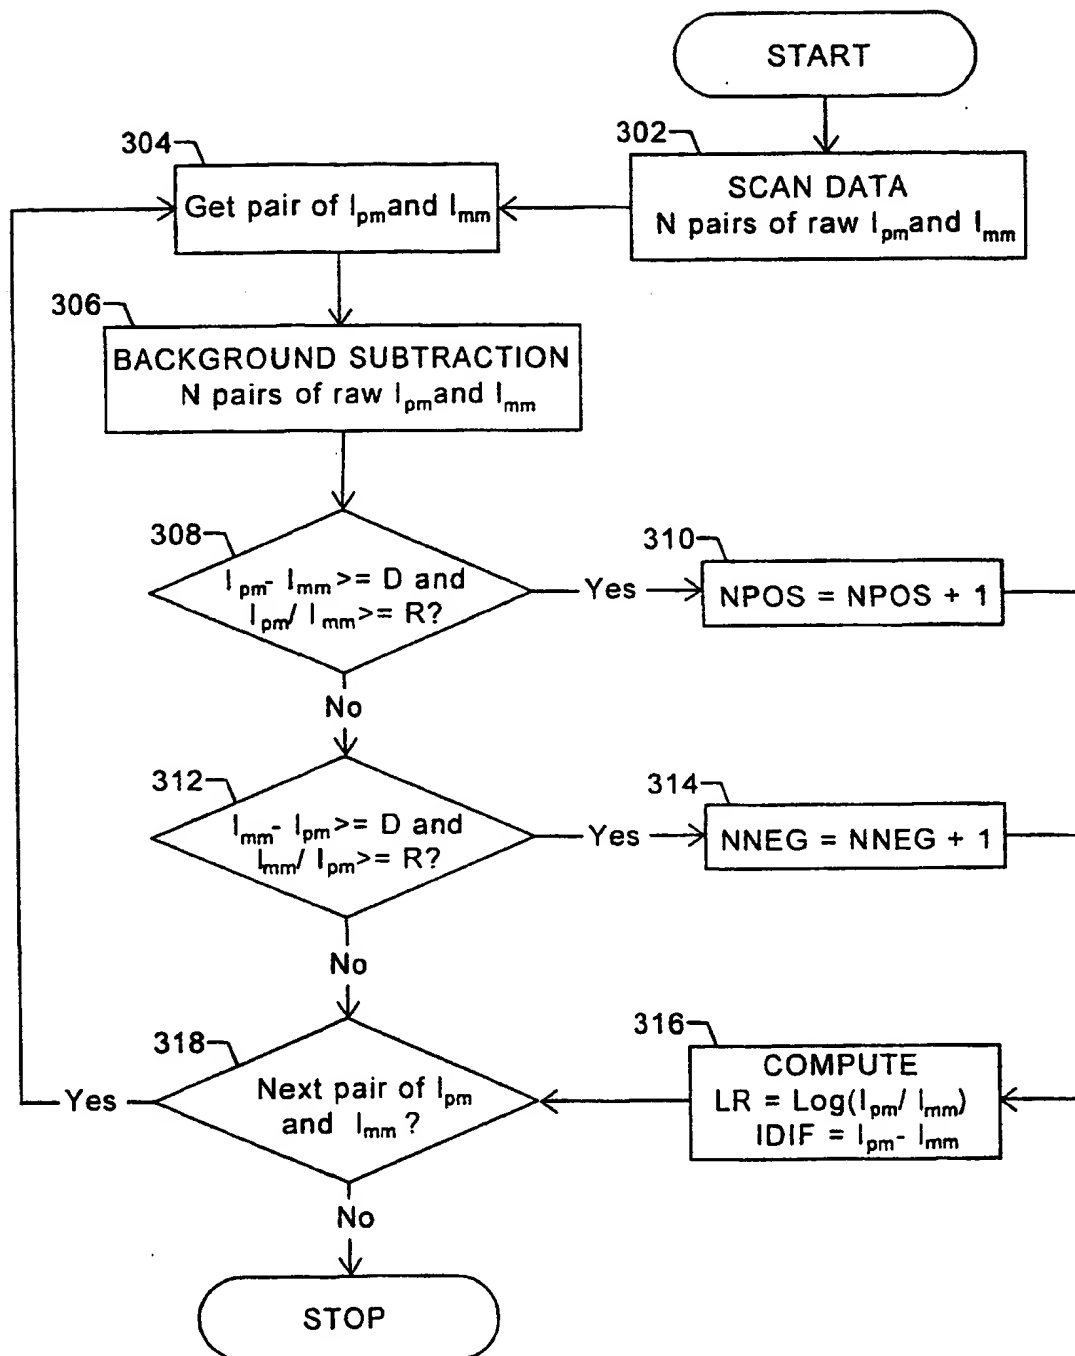 START
302
SCAN DATA
N pairs of raw Ipm and Imm
304
Get pair of Ipm and Imm
306
BACKGROUND SUBTRACTION
N pairs of raw Ipm and Imm
308
Ipm- Imm>= D and
Ipm/ Imm>= R?
Yes
310
NPOS = NPOS + 1
No
312
Imm- Ipm>= D and
Imm/ Ipm>= R?
Yes
314
NNEG = NNEG + 1
No
316
COMPUTE
LR = Log(Ipm/ Imm)
IDIF = Ipm- Imm
318
Next pair of Ipm
and Imm ?
Yes
No
STOP